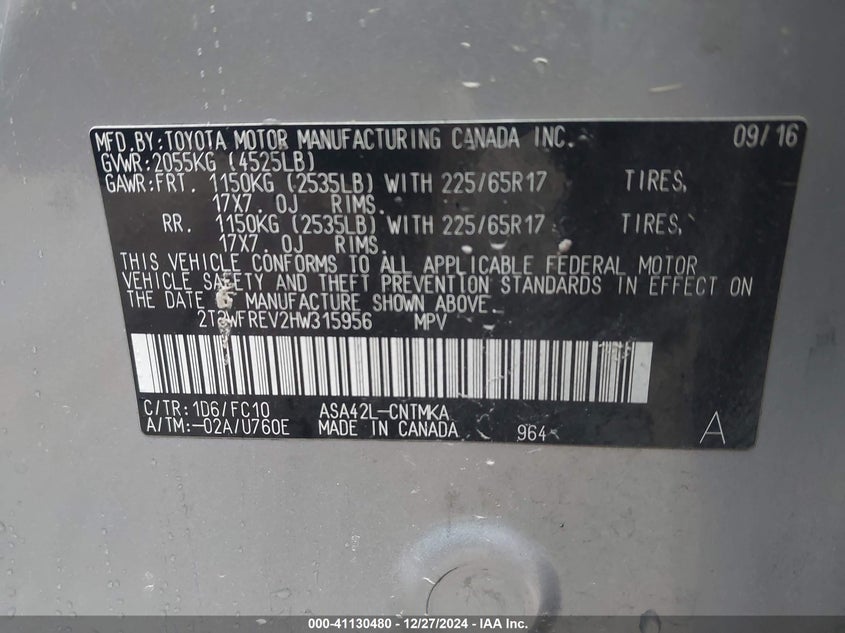 MFD.BY:TOYOTA MOTOR MANUFACTURING CANADA INC. 09/16
GVWR:2055KG (4525LB)
GAWR:FRT. 1150KG (2535LB) WITH 225/65R17 TIRES,
17X7.0J RIMS.
RR. 1150KG (2535LB) WITH 225/65R17 TIRES,
17X7.0J RIMS.
THIS VEHICLE CONFORMS TO ALL APPLICABLE FEDERAL MOTOR
VEHICLE SAFETY AND THEFT PREVENTION STANDARDS IN EFFECT ON
THE DATE OF MANUFACTURE SHOWN ABOVE.
2T3WFREV2HW315956 MPV
C/TR:1D6/FC10 ASA42L-CNTMKA
A/TM:-02A/U760E MADE IN CANADA 964 A
000-41130480 - 12/27/2024 - IAA Inc.